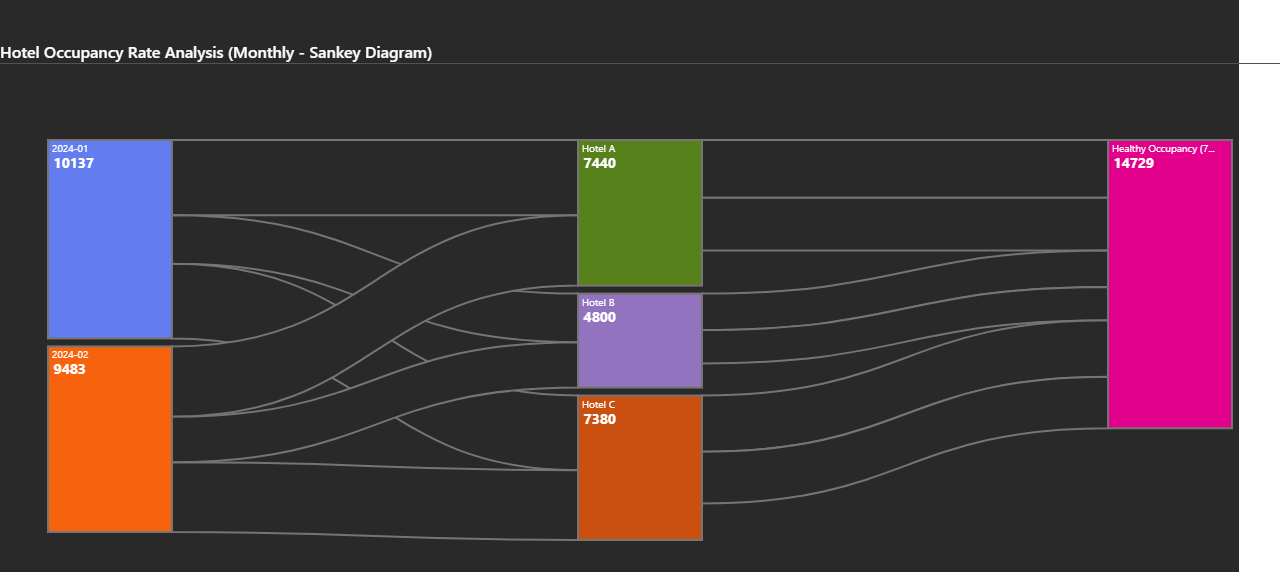 Hotel Occupancy Rate Analysis (Monthly - Sankey Diagram)
2024-01
10137
2024-02
9483
Hotel A
7440
Hotel B
4800
Hotel C
7380
Healthy Occupancy (7...
14729